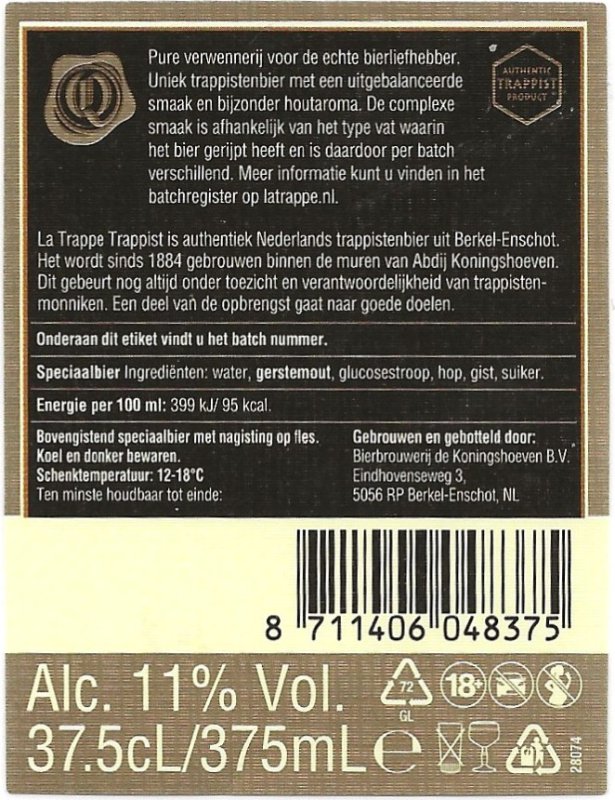 Pure verwennerij voor de echte bierliefhebber.
Uniek trappistenbier met een uitgebalanceerde
smaak en bijzonder houtaroma. De complexe
smaak is afhankelijk van het type vat waarin
het bier gerijpt heeft en is daardoor per batch
verschillend. Meer informatie kunt u vinden in het
batchregister op latrappe.nl.
Q
AUTHENTIC
TRAPPIST
PRODUCT
La Trappe Trappist is authentiek Nederlands trappistenbier uit Berkel-Enschot.
Het wordt sinds 1884 gebrouwen binnen de muren van Abdij Koningshoeven.
Dit gebeurt nog altijd onder toezicht en verantwoordelijkheid van trappisten-
monniken. Een deel van de opbrengst gaat naar goede doelen.
Onderaan dit etiket vindt u het batch nummer.
Speciaalbier Ingrediënten: water, gerstemout, glucosestroop, hop, gist, suiker.
Energie per 100 ml: 399 kJ/ 95 kcal.
Bovengistend speciaalbier met nagisting op fles.
Koel en donker bewaren.
Schenktemperatuur: 12-18°C
Ten minste houdbaar tot einde:
Gebrouwen en gebotteld door:
Bierbrouwerij de Koningshoeven B.V.
Eindhovenseweg 3,
5056 RP Berkel-Enschot, NL
8 711406 048375
Alc. 11% Vol.
37.5cL/375mL e
72
GL
18+
28074